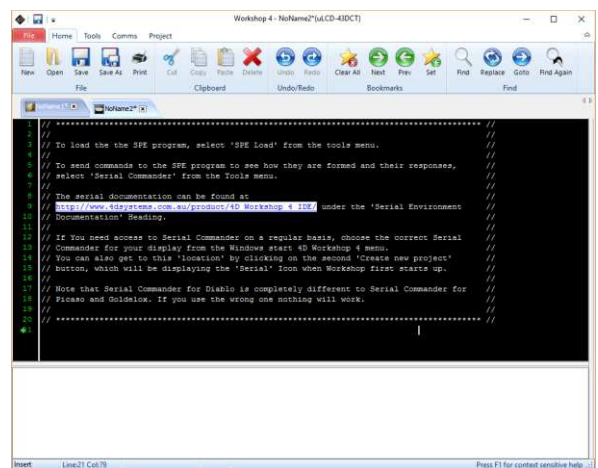 Workshop 4 - NoName2*(uLCD-43DCT)
File Home Tools Comms Project
New Open Save Save As Print Cut Copy Paste Delete Undo Redo Clear All Next Prev Set Find Replace Goto Find Again
File Clipboard Undo/Redo Bookmarks Find
NoName1* NoName2*
1 // ****************************************************************************************** //
2 // //
3 // To load the the SPE program, select 'SPE Load' from the tools menu. //
4 // //
5 // To send commands to the SPE program to see how they are formed and their responses, //
6 // select 'Serial Commander' from the Tools menu. //
7 // //
8 // The serial documentation can be found at //
9 // http://www.4dsystems.com.au/product/4D Workshop 4 IDE/ under the 'Serial Environment //
10 // Documentation' Heading. //
11 // //
12 // If You need access to Serial Commander on a regular basis, choose the correct Serial //
13 // Commander for your display from the Windows start 4D Workshop 4 menu. //
14 // You can also get to this 'location' by clicking on the second 'Create new project' //
15 // button, which will be displaying the 'Serial' Icon when Workshop first starts up. //
16 // //
17 // Note that Serial Commander for Diablo is completely different to Serial Commander for //
18 // Picaso and Goldelox. If you use the wrong one nothing will work. //
19 // //
20 // ****************************************************************************************** //
Insert Line:21 Col:79 Press F1 for context sensitive help